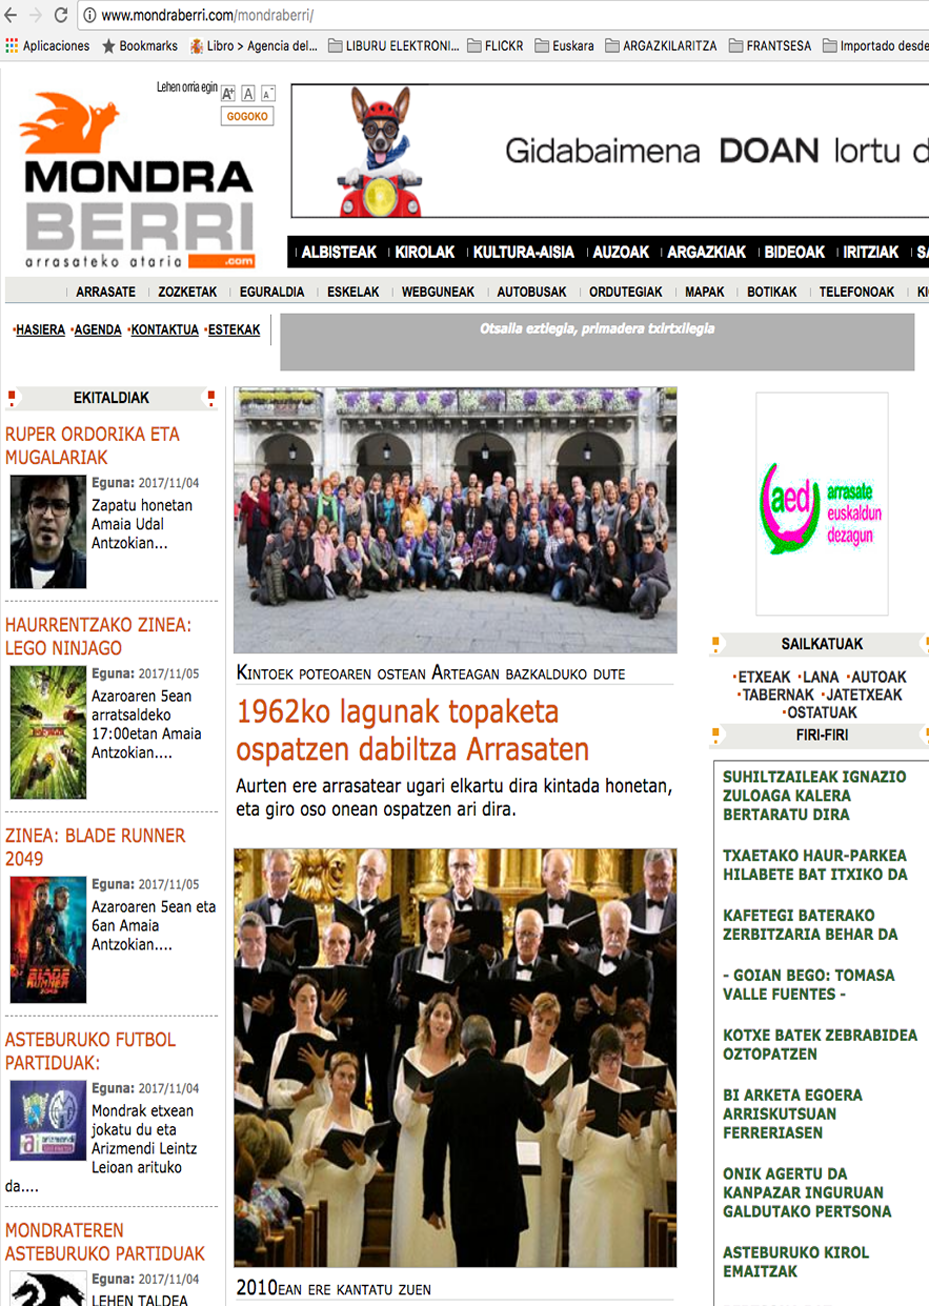 www.mondraberri.com/mondraberri/
Aplicaciones Bookmarks Libro > Agencia del... LIBURU ELEKTRONI... FLICKR Euskara ARGAZKILARITZA FRANTSESA Importado desde
Lehen orria egin A+ A A-
GOGOKO
MONDRA
BERRI
arrasateko ataria .com
Gidabaimena DOAN lortu d
ALBISTEAK KIROLAK KULTURA-AISIA AUZOAK ARGAZKIAK BIDEOAK IRITZIAK SA
ARRASATE ZOZKETAK EGURALDIA ESKELAK WEBGUNEAK AUTOBUSAK ORDUTEGIAK MAPAK BOTIKAK TELEFONOAK KI
•HASIERA •AGENDA •KONTAKTUA •ESTEKAK
Otsaila eztiegia, primadera txirtxilegia
EKITALDIAK
RUPER ORDORIKA ETA
MUGALARIAK
Eguna: 2017/11/04
Zapatu honetan
Amaia Udal
Antzokian...
HAURRENTZAKO ZINEA:
LEGO NINJAGO
Eguna: 2017/11/05
Azaroaren 5ean
arratsaldeko
17:00etan Amaia
Antzokian....
ZINEA: BLADE RUNNER
2049
Eguna: 2017/11/05
Azaroaren 5ean eta
6an Amaia
Antzokian....
BLADE
RUNNER
2049
ASTEBURUKO FUTBOL
PARTIDUAK:
Eguna: 2017/11/04
Mondrak etxean
jokatu du eta
Arizmendi Leintz
Leioan arituko
da....
arizmendi
MONDRATEREN
ASTEBURUKO PARTIDUAK
Eguna: 2017/11/04
LEHEN TALDEA
Kintoek poteoaren ostean Arteagan bazkalduko dute
1962ko lagunak topaketa
ospatzen dabiltza Arrasaten
Aurten ere arrasatear ugari elkartu dira kintada honetan,
eta giro oso onean ospatzen ari dira.
2010ean ere kantatu zuen
aed arrasate
euskaldun
dezagun
SAILKATUAK
•ETXEAK •LANA •AUTOAK
•TABERNAK •JATETXEAK
•OSTATUAK
FIRI-FIRI
SUHILTZAILEAK IGNAZIO
ZULOAGA KALERA
BERTARATU DIRA
TXAETAKO HAUR-PARKEA
HILABETE BAT ITXIKO DA
KAFETEGI BATERAKO
ZERBITZARIA BEHAR DA
- GOIAN BEGO: TOMASA
VALLE FUENTES -
KOTXE BATEK ZEBRABIDEA
OZTOPATZEN
BI ARKETA EGOERA
ARRISKUTSUAN
FERRERIASEN
ONIK AGERTU DA
KANPAZAR INGURUAN
GALDUTAKO PERTSONA
ASTEBURUKO KIROL
EMAITZAK